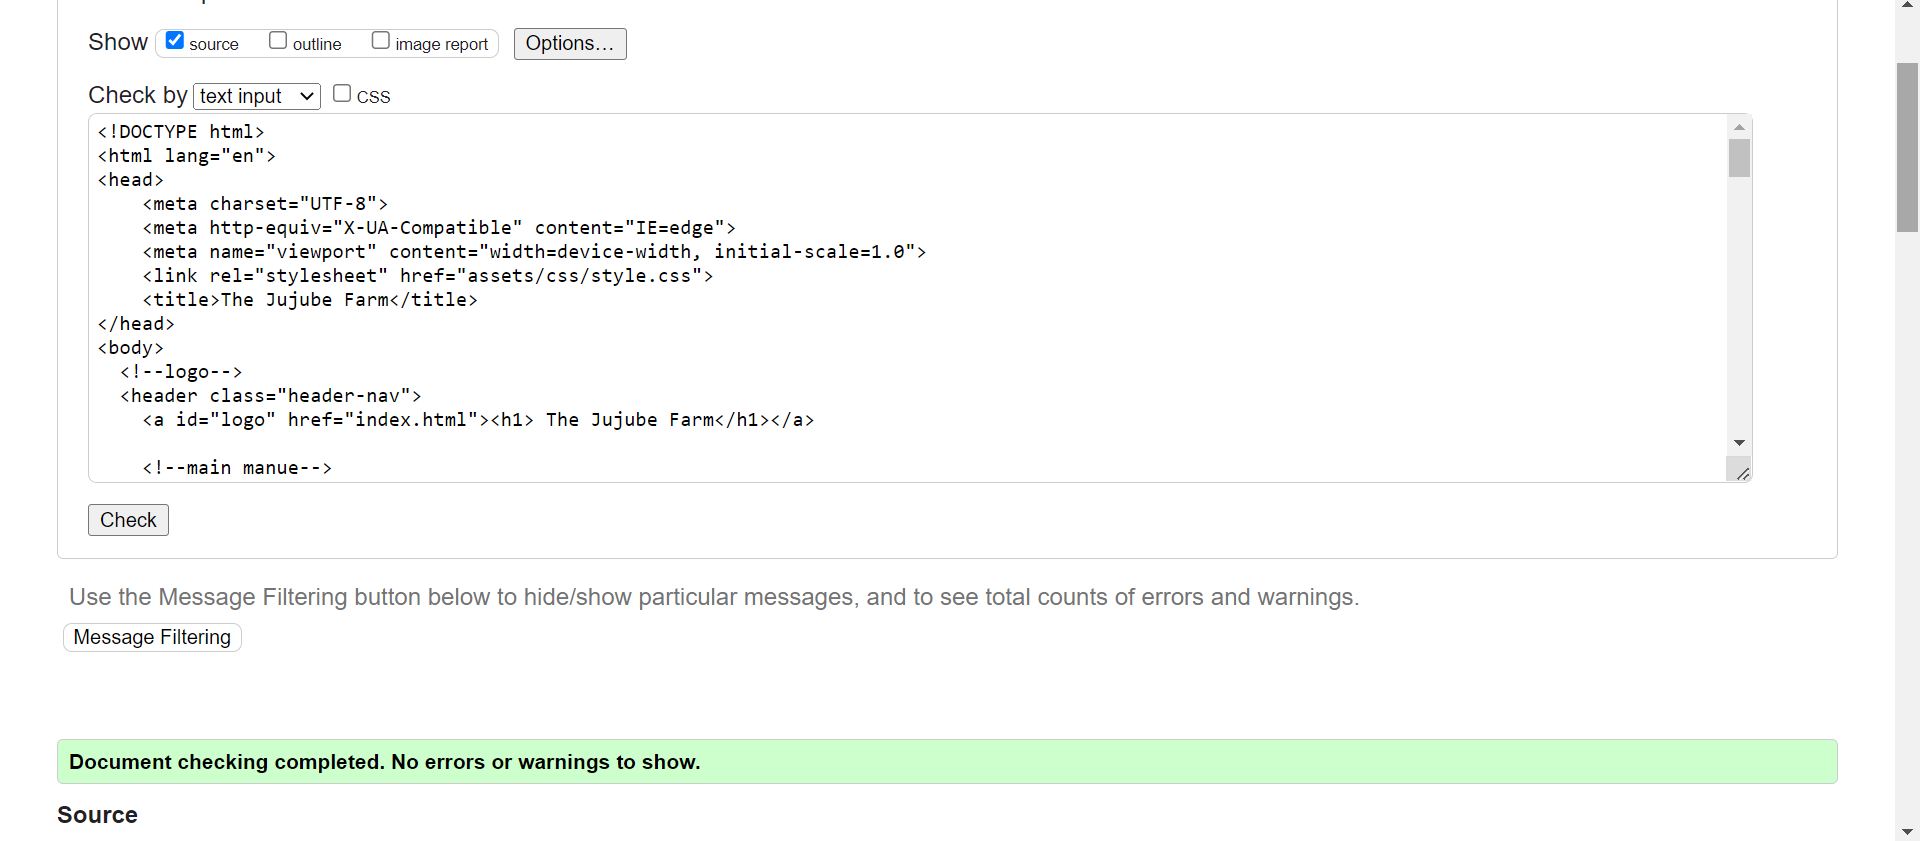 Show source outline image report Options...
Check by text input CSS
<!DOCTYPE html>
<html lang="en">
<head>
    <meta charset="UTF-8">
    <meta http-equiv="X-UA-Compatible" content="IE=edge">
    <meta name="viewport" content="width=device-width, initial-scale=1.0">
    <link rel="stylesheet" href="assets/css/style.css">
    <title>The Jujube Farm</title>
</head>
<body>
  <!--logo-->
  <header class="header-nav">
    <a id="logo" href="index.html"><h1> The Jujube Farm</h1></a>
    <!--main manue-->
Check
Use the Message Filtering button below to hide/show particular messages, and to see total counts of errors and warnings.
Message Filtering
Document checking completed. No errors or warnings to show.
Source